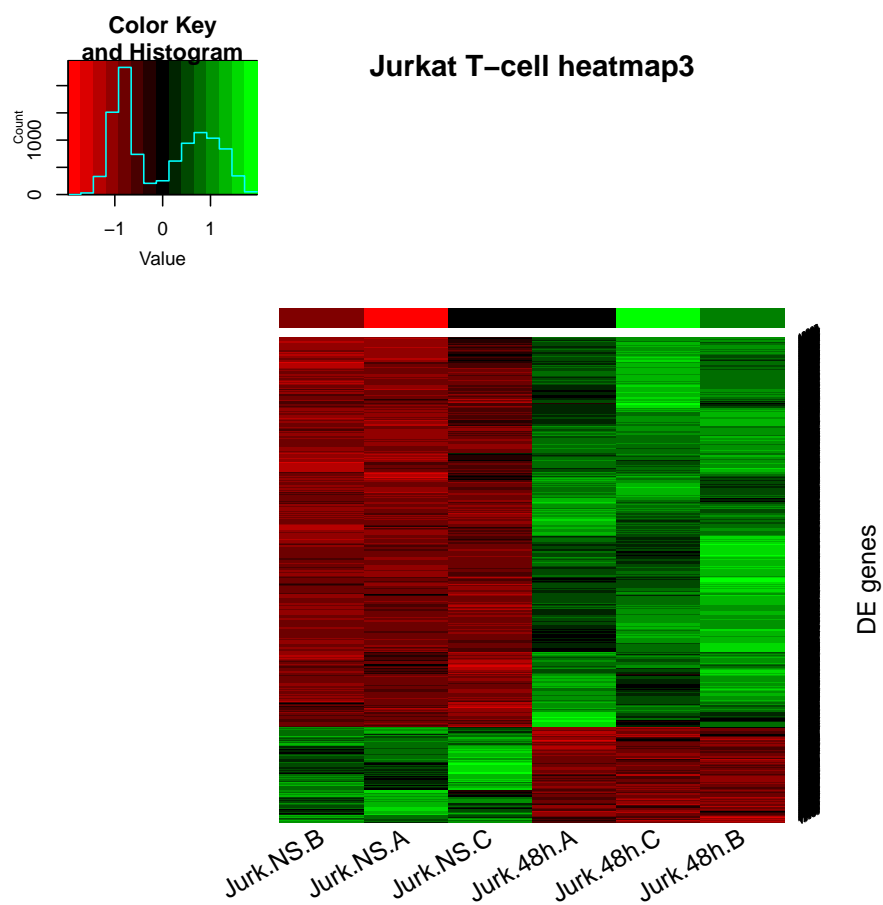 Color Key
and Histogram
Jurkat T−cell heatmap3
Count
0
1000
−1
0
1
Value
DE genes
Jurk.NS.B
Jurk.NS.A
Jurk.NS.C
Jurk.48h.A
Jurk.48h.C
Jurk.48h.B